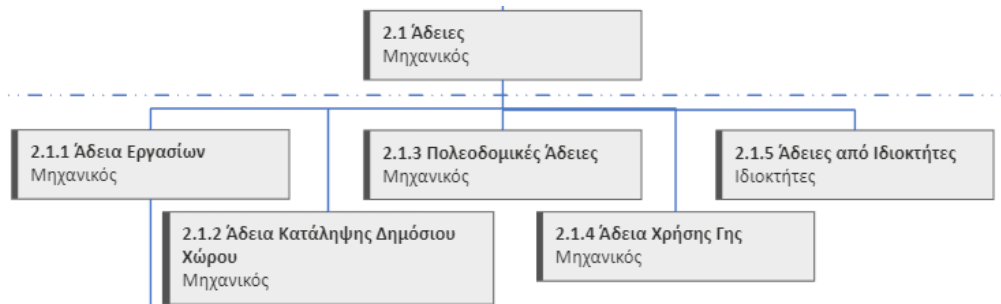 2.1 Άδειες
Μηχανικός
2.1.1 Άδεια Εργασίων
Μηχανικός
2.1.3 Πολεοδομικές Άδειες
Μηχανικός
2.1.5 Άδειες από Ιδιοκτήτες
Ιδιοκτήτες
2.1.2 Άδεια Κατάληψης Δημόσιου
Χώρου
Μηχανικός
2.1.4 Άδεια Χρήσης Γης
Μηχανικός